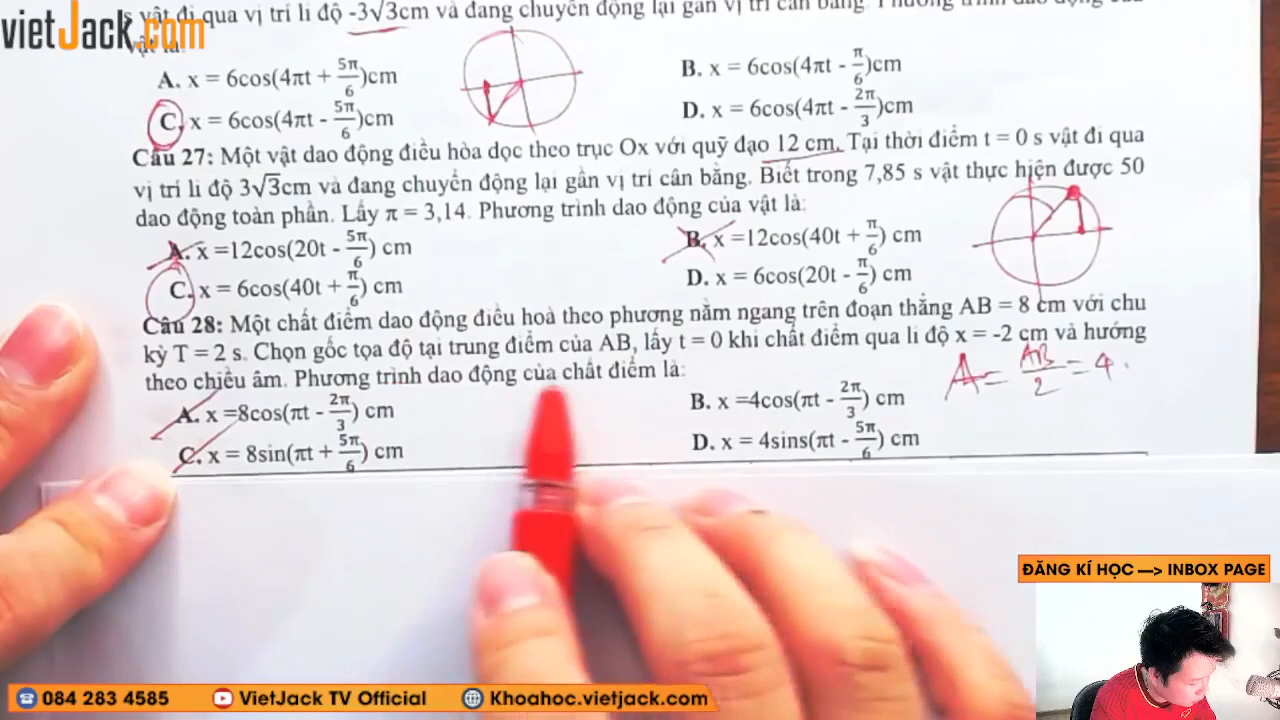 vật đi qua vị trí li độ -3√3cm và đang chuyển động lại gần vị trí cân bằng. Phương trình dao động của
vietJack.com
vật là
A. x = 6cos(4πt + 5π/6)cm
B. x = 6cos(4πt - π/6)cm
C. x = 6cos(4πt - 5π/6)cm
D. x = 6cos(4πt - 2π/3)cm
Câu 27: Một vật dao động điều hòa dọc theo trục Ox với quỹ đạo 12 cm. Tại thời điểm t = 0 s vật đi qua
vị trí li độ 3√3cm và đang chuyển động lại gần vị trí cân bằng. Biết trong 7,85 s vật thực hiện được 50
dao động toàn phần. Lấy π = 3,14. Phương trình dao động của vật là:
A. x =12cos(20t - 5π/6) cm
B. x =12cos(40t + π/6) cm
C. x = 6cos(40t + π/6) cm
D. x = 6cos(20t - π/6) cm
Câu 28: Một chất điểm dao động điều hoà theo phương nằm ngang trên đoạn thẳng AB = 8 cm với chu
kỳ T = 2 s. Chọn gốc tọa độ tại trung điểm của AB, lấy t = 0 khi chất điểm qua li độ x = -2 cm và hướng
theo chiều âm. Phương trình dao động của chất điểm là:
A = AB/2 = 4.
A. x =8cos(πt - 2π/3) cm
B. x =4cos(πt - 2π/3) cm
C. x = 8sin(πt + 5π/6) cm
D. x = 4sins(πt - 5π/6) cm
ĐĂNG KÍ HỌC —> INBOX PAGE
084 283 4585
VietJack TV Official
Khoahoc.vietjack.com